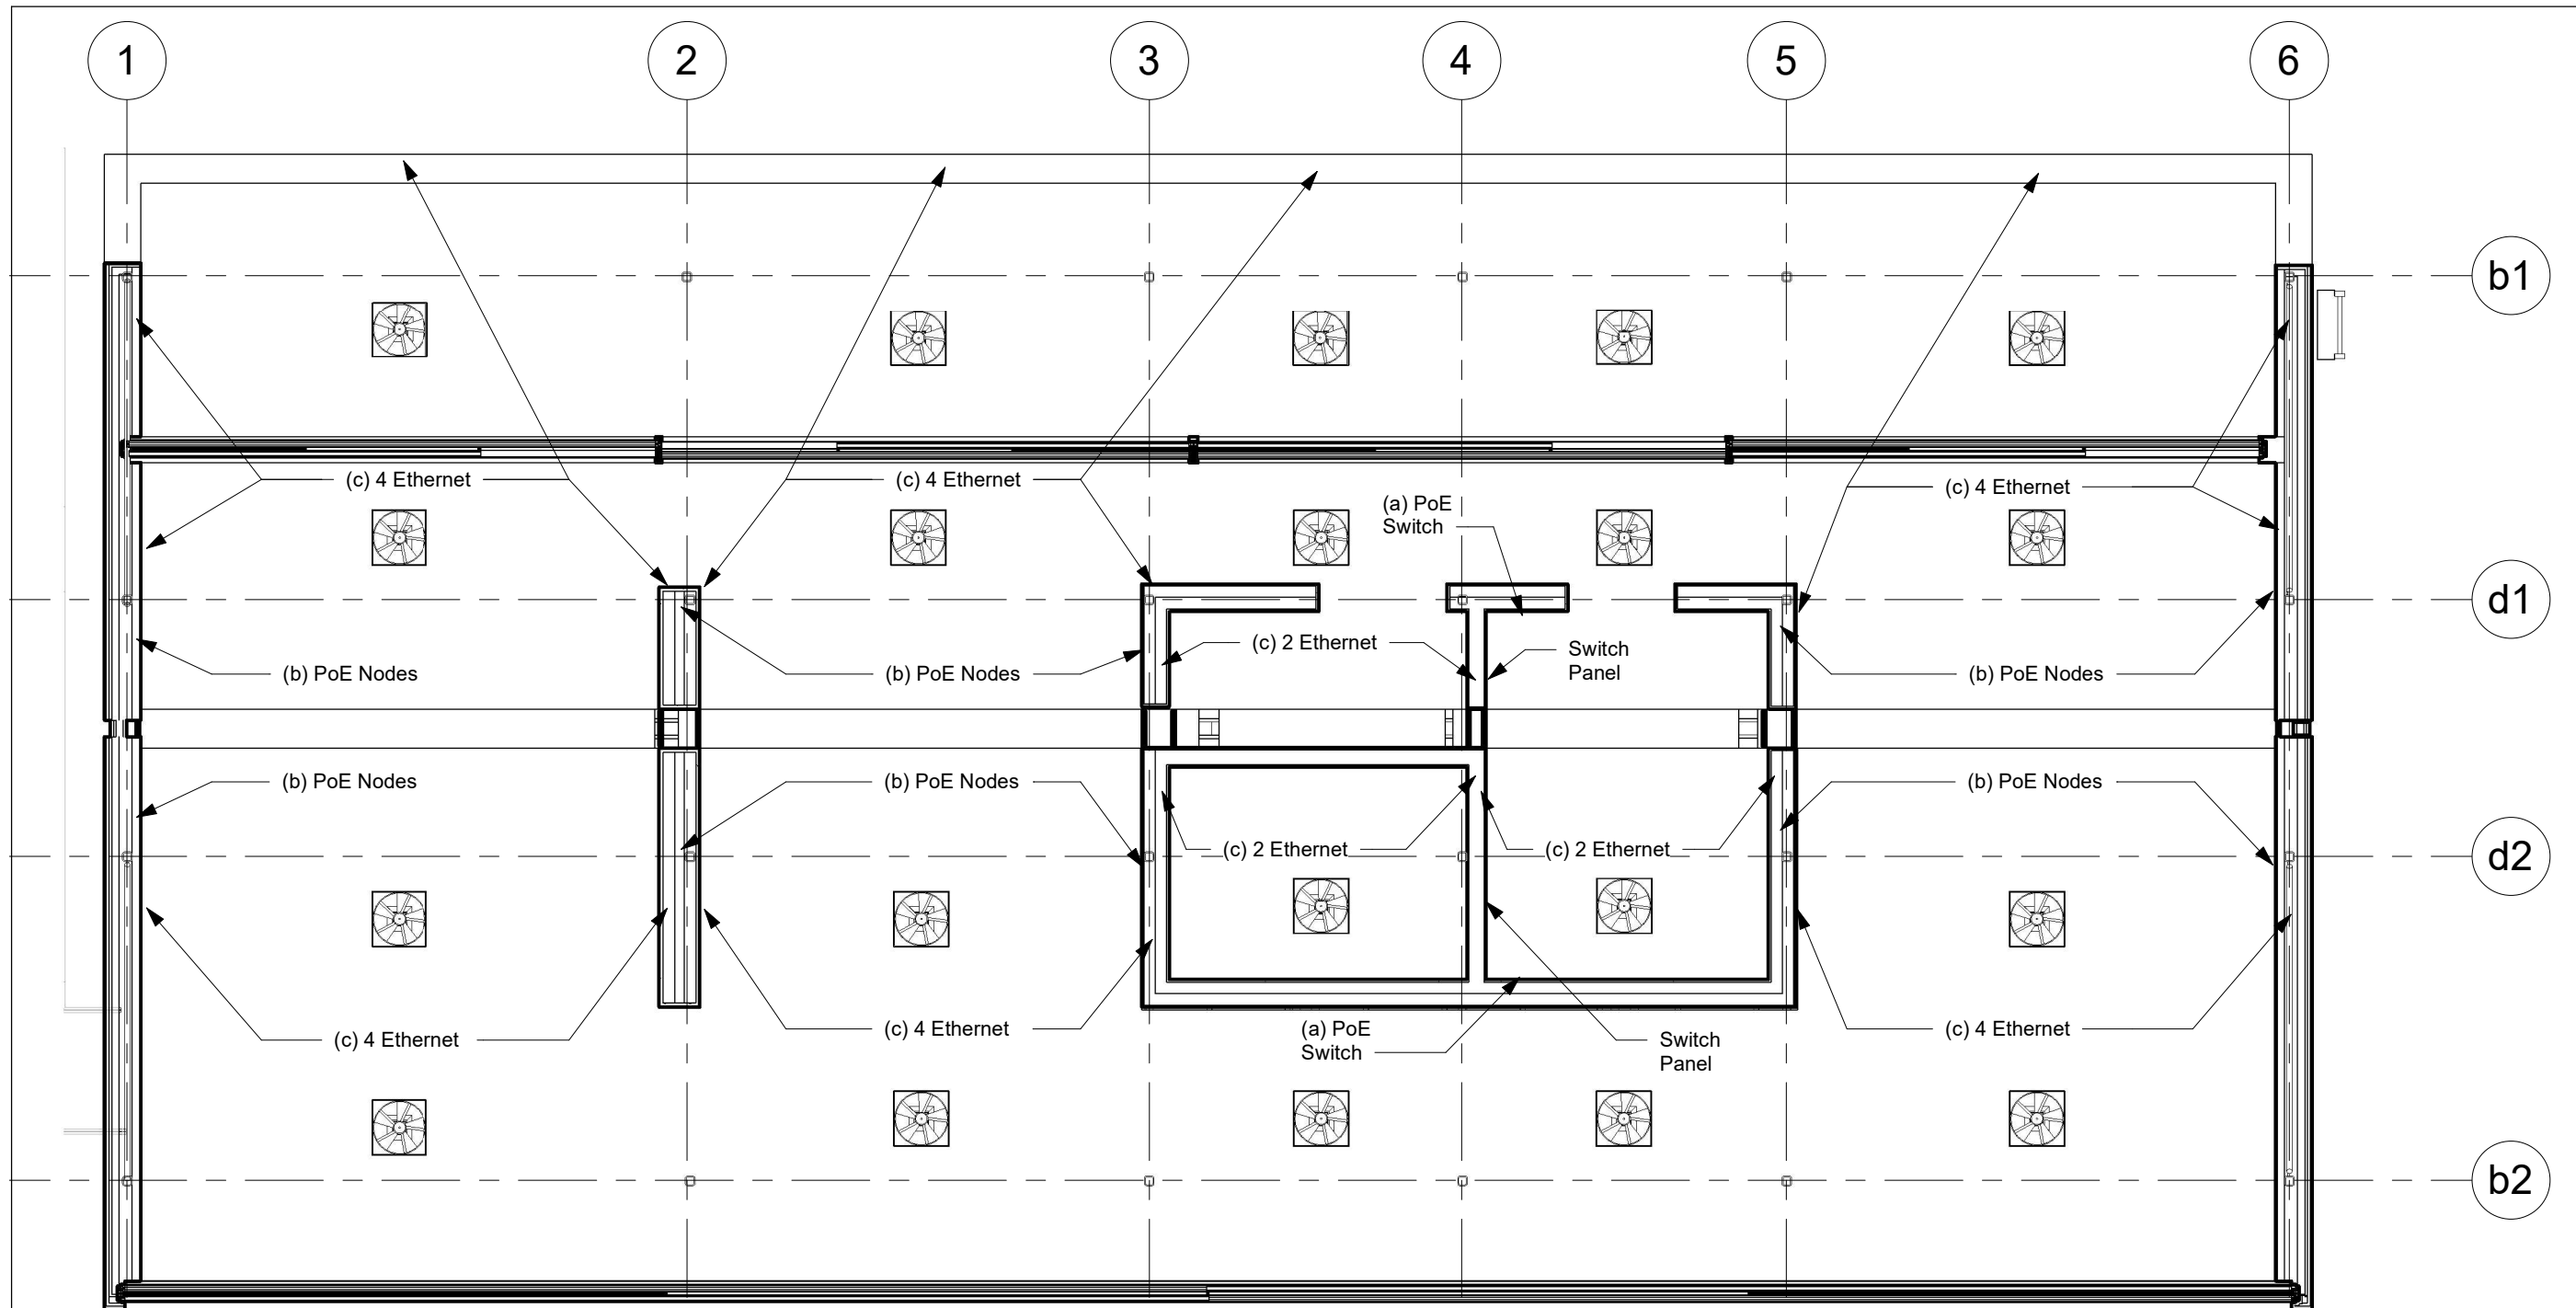 1
2
3
4
5
6
b1
(c) 4 Ethernet
(c) 4 Ethernet
(c) 4 Ethernet
(a) PoE
Switch
d1
(c) 2 Ethernet
Switch
Panel
(b) PoE Nodes
(b) PoE Nodes
(b) PoE Nodes
(b) PoE Nodes
(b) PoE Nodes
(b) PoE Nodes
(c) 2 Ethernet
(c) 2 Ethernet
d2
(c) 4 Ethernet
(c) 4 Ethernet
(a) PoE
Switch
Switch
Panel
(c) 4 Ethernet
b2